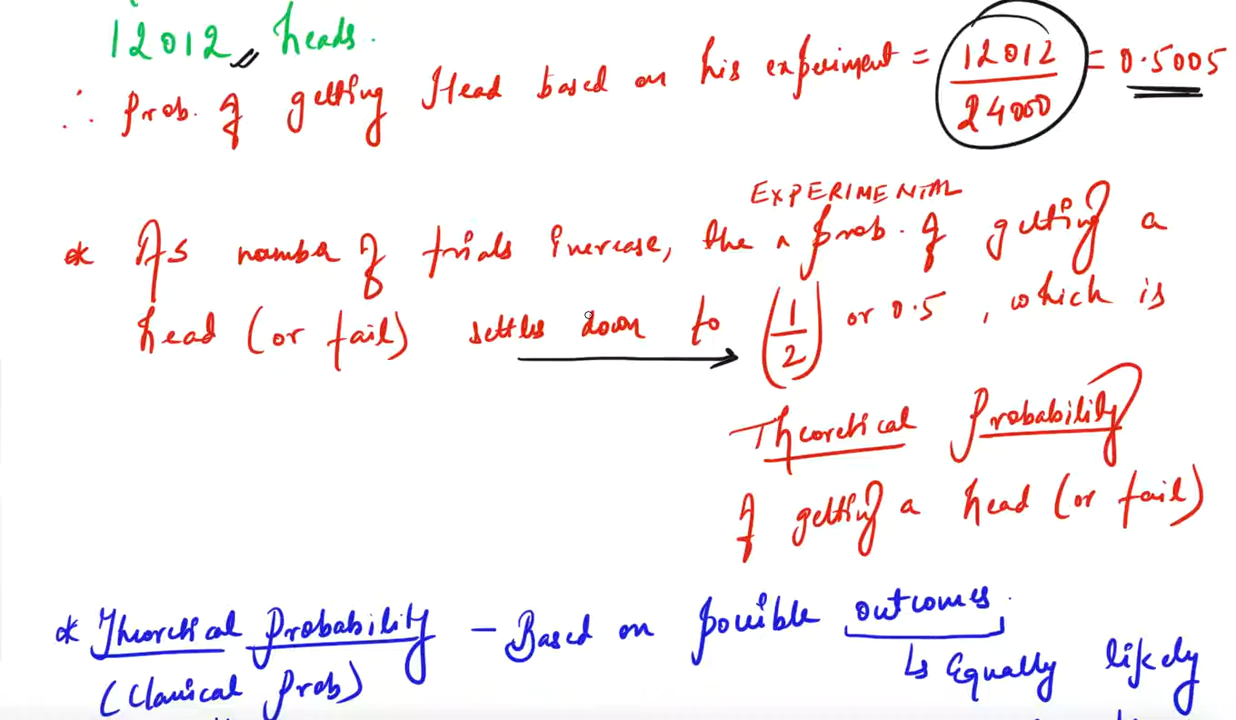 12012 heads.
∴ Prob. of getting Head based on his experiment = 12012/24000 = 0.5005
EXPERIMENTAL
* As number of trials increase, the ∧ prob. of getting a
head (or tail) settles down to (1/2) or 0.5, which is
Theoretical Probability
of getting a head (or tail)
* Theoretical Probability - Based on possible outcomes.
(Classical Prob) ↳ Equally likely